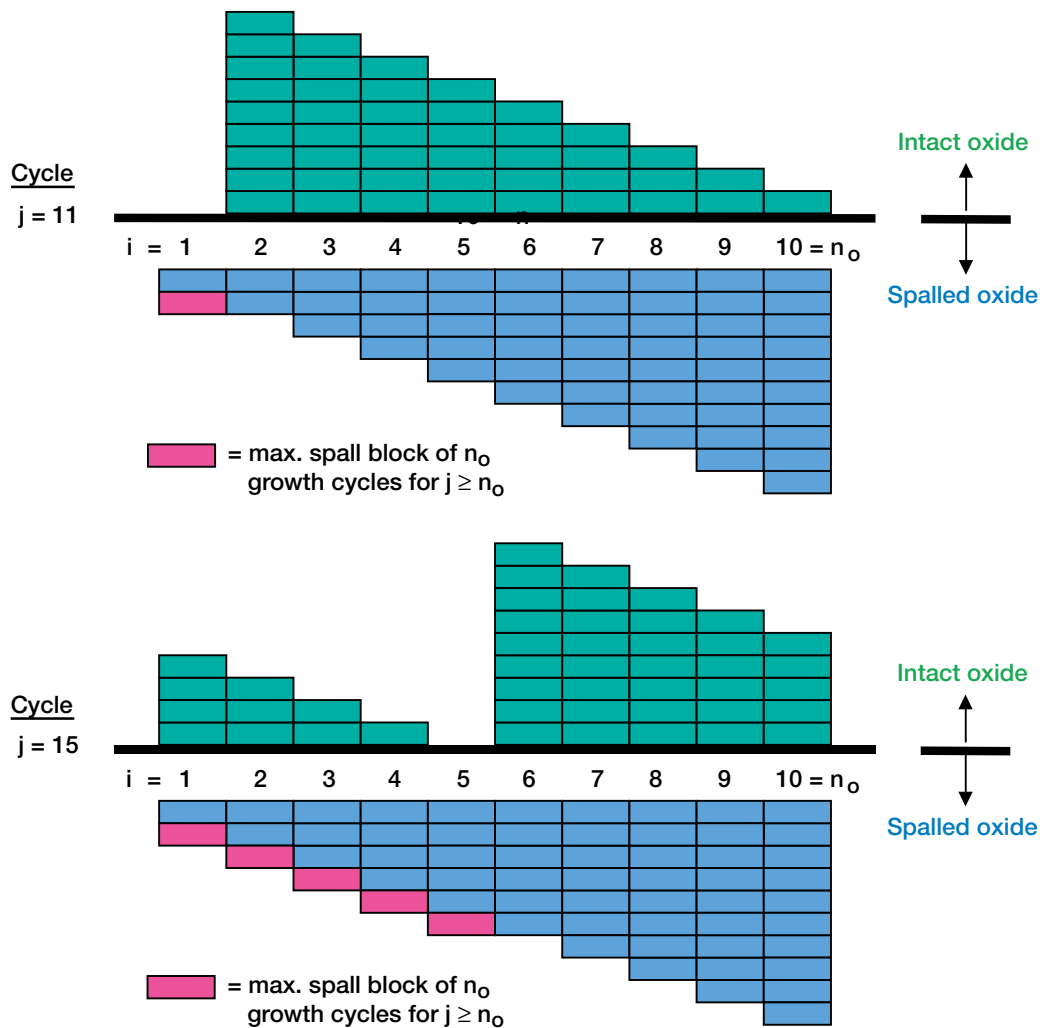 Intact oxide
Cycle
j = 11
i = 1 2 3 4 5 6 7 8 9 10 = no
Spalled oxide
= max. spall block of no
growth cycles for j ≥ no
Intact oxide
Cycle
j = 15
i = 1 2 3 4 5 6 7 8 9 10 = no
Spalled oxide
= max. spall block of no
growth cycles for j ≥ no